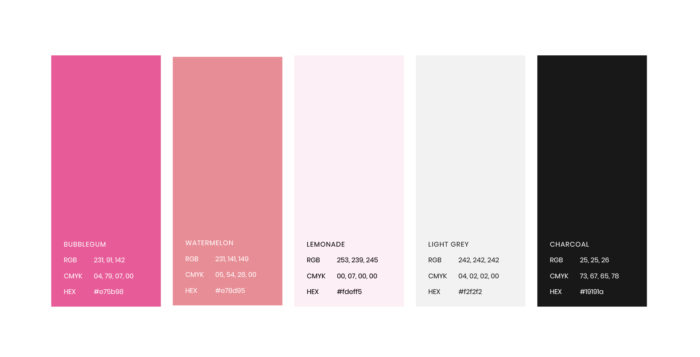 BUBBLEGUM
RGB 231, 91, 142
CMYK 04, 79, 07, 00
HEX #e75b98
WATERMELON
RGB 231, 141, 149
CMYK 05, 54, 28, 00
HEX #e78d95
LEMONADE
RGB 253, 239, 245
CMYK 00, 07, 00, 00
HEX #fdeff5
LIGHT GREY
RGB 242, 242, 242
CMYK 04, 02, 02, 00
HEX #f2f2f2
CHARCOAL
RGB 25, 25, 26
CMYK 73, 67, 65, 78
HEX #19191a